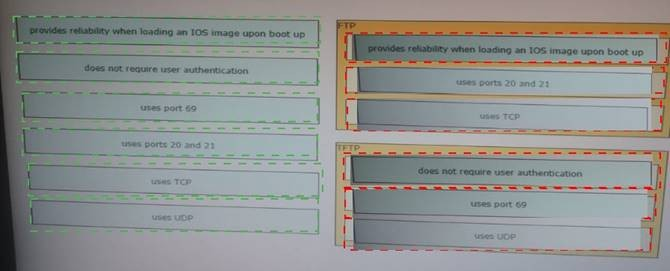 provides reliability when loading an IOS image upon boot up
does not require user authentication
uses port 69
uses ports 20 and 21
uses TCP
uses UDP
FTP
provides reliability when loading an IOS image upon boot up
uses ports 20 and 21
uses TCP
TFTP
does not require user authentication
uses port 69
uses UDP